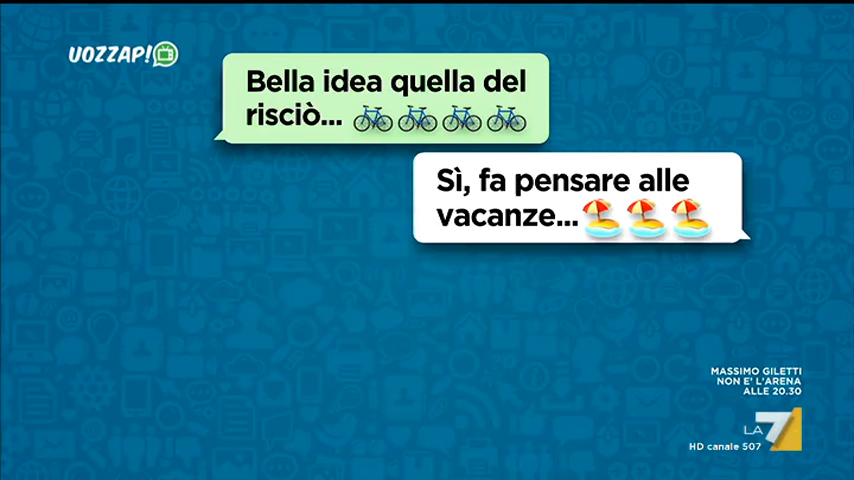 UOZZAP!
Bella idea quella del
risciò... 🚲🚲🚲🚲
Sì, fa pensare alle
vacanze...🏖️🏖️🏖️
MASSIMO GILETTI
NON E' L'ARENA
ALLE 20.30
LA7
HD canale 507